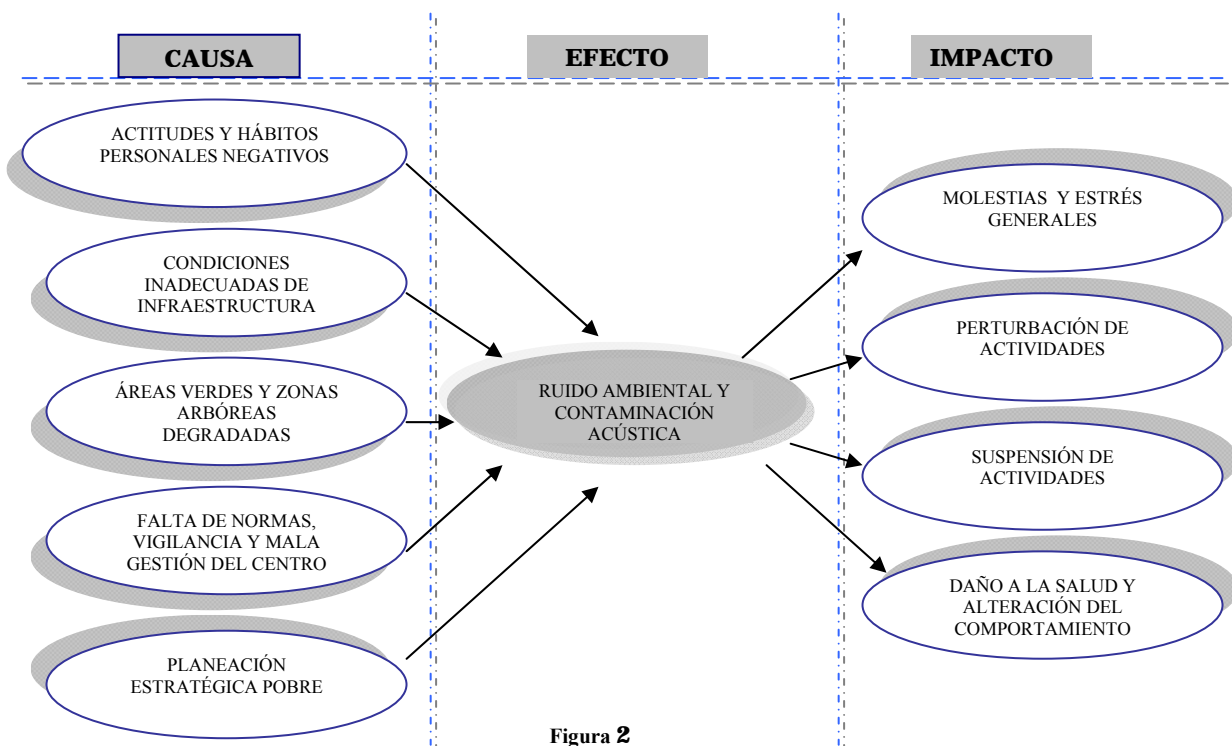 CAUSA
EFECTO
IMPACTO
ACTITUDES Y HÁBITOS
PERSONALES NEGATIVOS
CONDICIONES
INADECUADAS DE
INFRAESTRUCTURA
ÁREAS VERDES Y ZONAS
ARBÓREAS
DEGRADADAS
FALTA DE NORMAS,
VIGILANCIA Y MALA
GESTIÓN DEL CENTRO
PLANEACIÓN
ESTRATÉGICA POBRE
RUIDO AMBIENTAL Y
CONTAMINACIÓN
ACÚSTICA
MOLESTIAS Y ESTRÉS
GENERALES
PERTURBACIÓN DE
ACTIVIDADES
SUSPENSIÓN DE
ACTIVIDADES
DAÑO A LA SALUD Y
ALTERACIÓN DEL
COMPORTAMIENTO
Figura 2